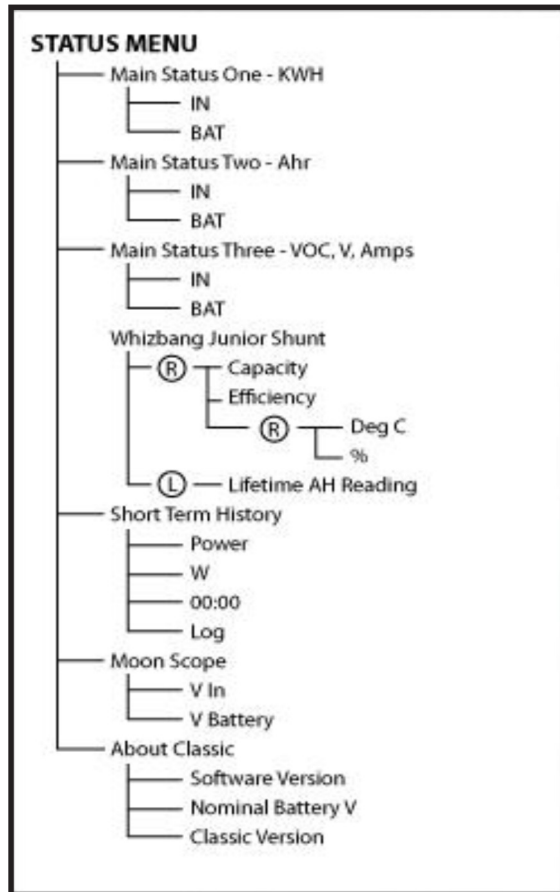 STATUS MENU
Main Status One - KWH
IN
BAT
Main Status Two - Ahr
IN
BAT
Main Status Three - VOC, V, Amps
IN
BAT
Whizbang Junior Shunt
R Capacity
Efficiency
R Deg C
%
L Lifetime AH Reading
Short Term History
Power
W
00:00
Log
Moon Scope
V In
V Battery
About Classic
Software Version
Nominal Battery V
Classic Version